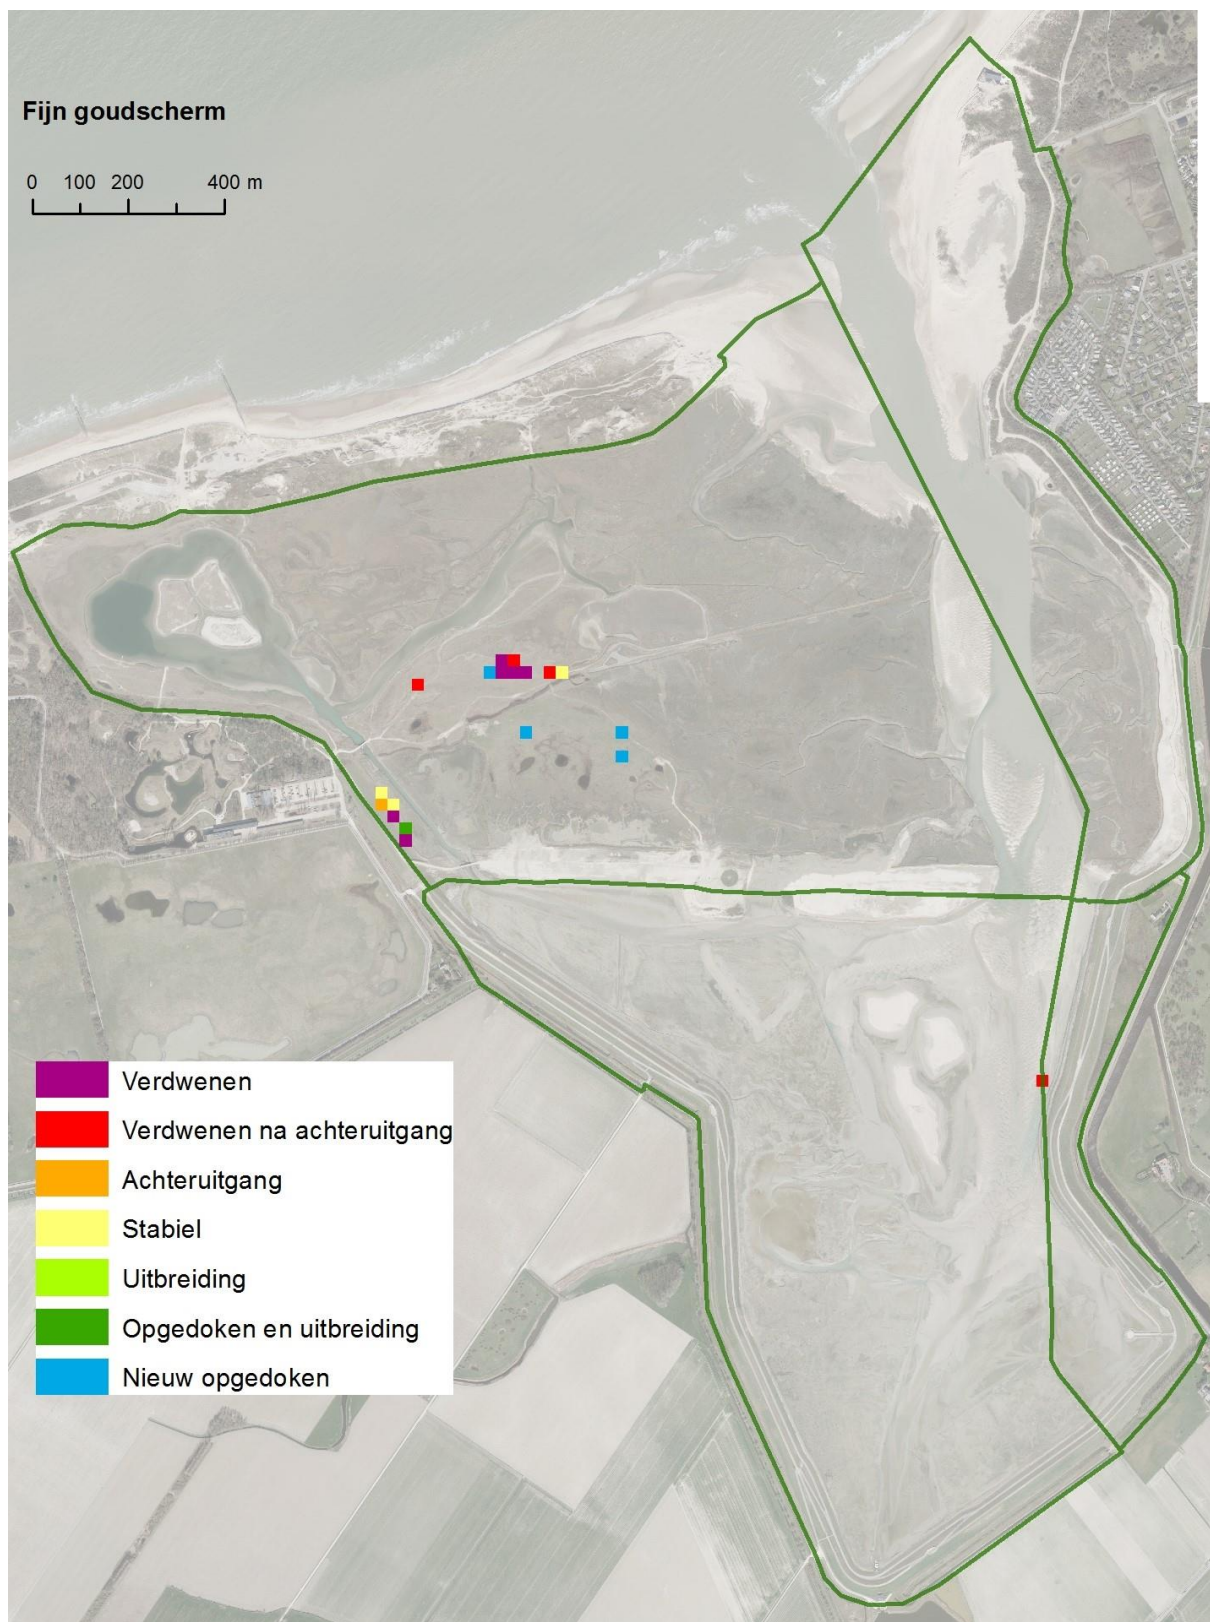 Fijn goudscherm
0 100 200 400 m
Verdwenen
Verdwenen na achteruitgang
Achteruitgang
Stabiel
Uitbreiding
Opgedoken en uitbreiding
Nieuw opgedoken